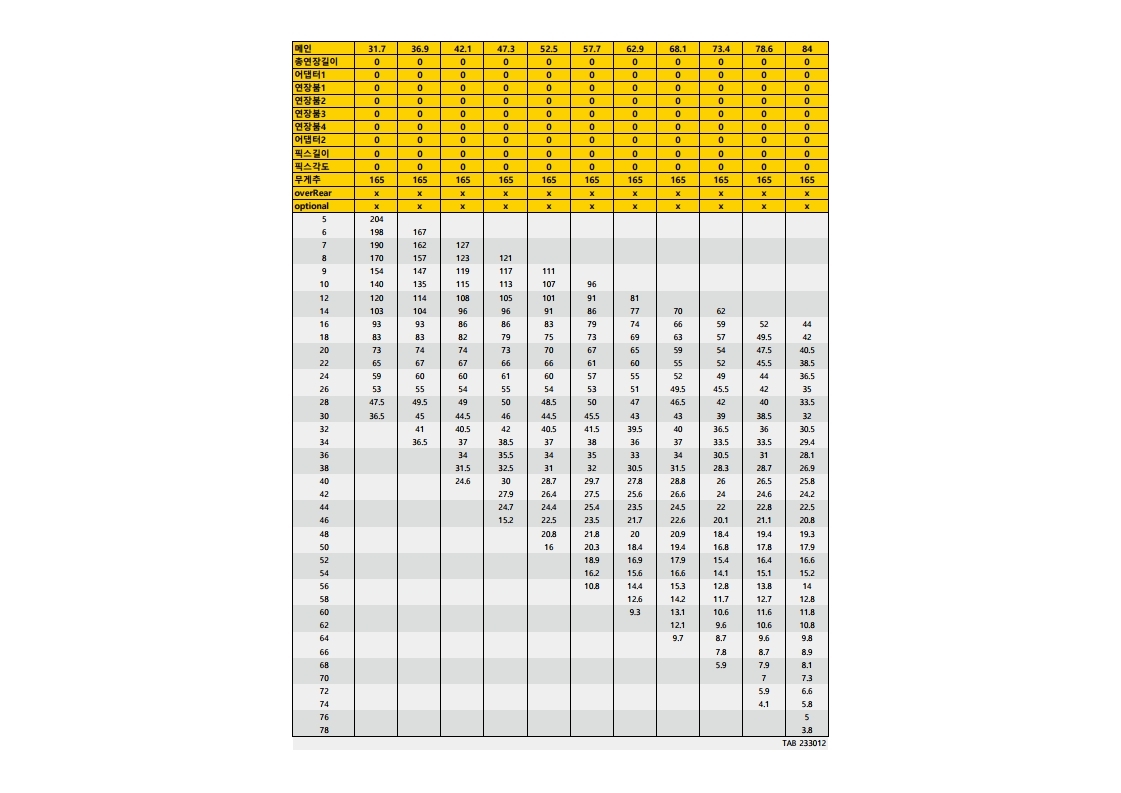 메인 31.7 36.9 42.1 47.3 52.5 57.7 62.9 68.1 73.4 78.6 84
총연장길이 0 0 0 0 0 0 0 0 0 0 0
어댑터1 0 0 0 0 0 0 0 0 0 0 0
연장붐1 0 0 0 0 0 0 0 0 0 0 0
연장붐2 0 0 0 0 0 0 0 0 0 0 0
연장붐3 0 0 0 0 0 0 0 0 0 0 0
연장붐4 0 0 0 0 0 0 0 0 0 0 0
어댑터2 0 0 0 0 0 0 0 0 0 0 0
픽스길이 0 0 0 0 0 0 0 0 0 0 0
픽스각도 0 0 0 0 0 0 0 0 0 0 0
무게추 165 165 165 165 165 165 165 165 165 165 165
overRear x x x x x x x x x x x
optional x x x x x x x x x x x
5 204
6 198 167
7 190 162 127
8 170 157 123 121
9 154 147 119 117 111
10 140 135 115 113 107 96
12 120 114 108 105 101 91 81
14 103 104 96 96 91 86 77 70 62
16 93 93 86 86 83 79 74 66 59 52 44
18 83 83 82 79 75 73 69 63 57 49.5 42
20 73 74 74 73 70 67 65 59 54 47.5 40.5
22 65 67 67 66 66 61 60 55 52 45.5 38.5
24 59 60 60 61 60 57 55 52 49 44 36.5
26 53 55 54 55 54 53 51 49.5 45.5 42 35
28 47.5 49.5 49 50 48.5 50 47 46.5 42 40 33.5
30 36.5 45 44.5 46 44.5 45.5 43 43 39 38.5 32
32 41 40.5 42 40.5 41.5 39.5 40 36.5 36 30.5
34 36.5 37 38.5 37 38 36 37 33.5 33.5 29.4
36 34 35.5 34 35 33 34 30.5 31 28.1
38 31.5 32.5 31 32 30.5 31.5 28.3 28.7 26.9
40 24.6 30 28.7 29.7 27.8 28.8 26 26.5 25.8
42 27.9 26.4 27.5 25.6 26.6 24 24.6 24.2
44 24.7 24.4 25.4 23.5 24.5 22 22.8 22.5
46 15.2 22.5 23.5 21.7 22.6 20.1 21.1 20.8
48 20.8 21.8 20 20.9 18.4 19.4 19.3
50 16 20.3 18.4 19.4 16.8 17.8 17.9
52 18.9 16.9 17.9 15.4 16.4 16.6
54 16.2 15.6 16.6 14.1 15.1 15.2
56 10.8 14.4 15.3 12.8 13.8 14
58 12.6 14.2 11.7 12.7 12.8
60 9.3 13.1 10.6 11.6 11.8
62 12.1 9.6 10.6 10.8
64 9.7 8.7 9.6 9.8
66 7.8 8.7 8.9
68 5.9 7.9 8.1
70 7 7.3
72 5.9 6.6
74 4.1 5.8
76 5
78 3.8
TAB 233012